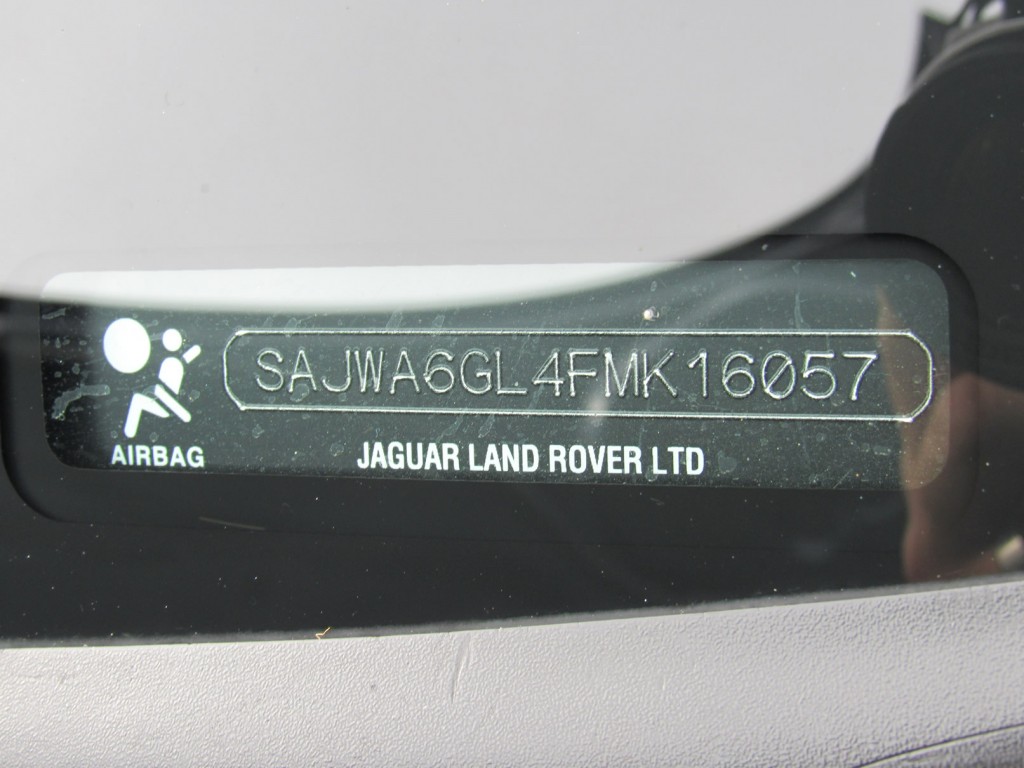 SAJWA6GL4FMK16057
AIRBAG
JAGUAR LAND ROVER LTD